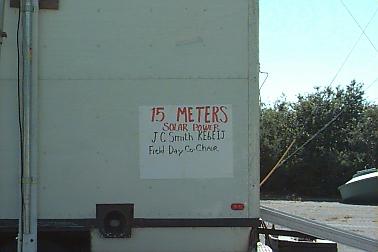 15 METERS
SOLAR POWER
J C Smith KE6EIJ
Field Day Co-Chair